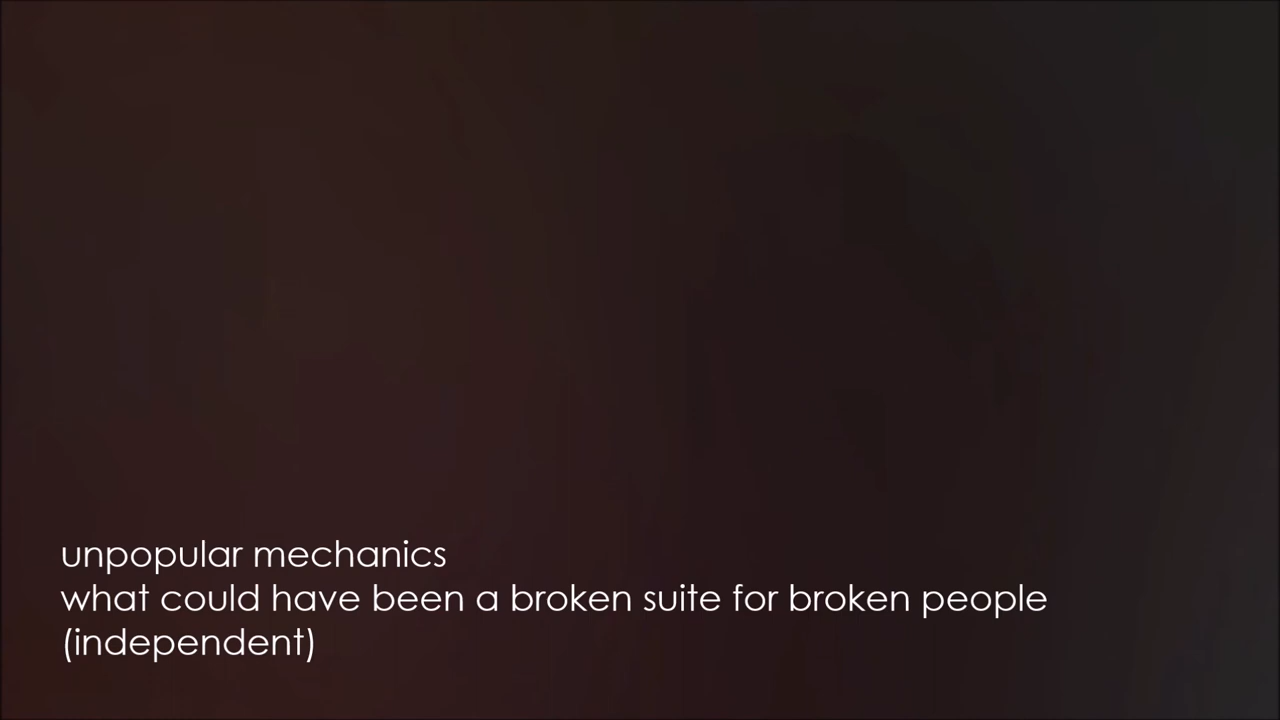 unpopular mechanics
what could have been a broken suite for broken people
(independent)